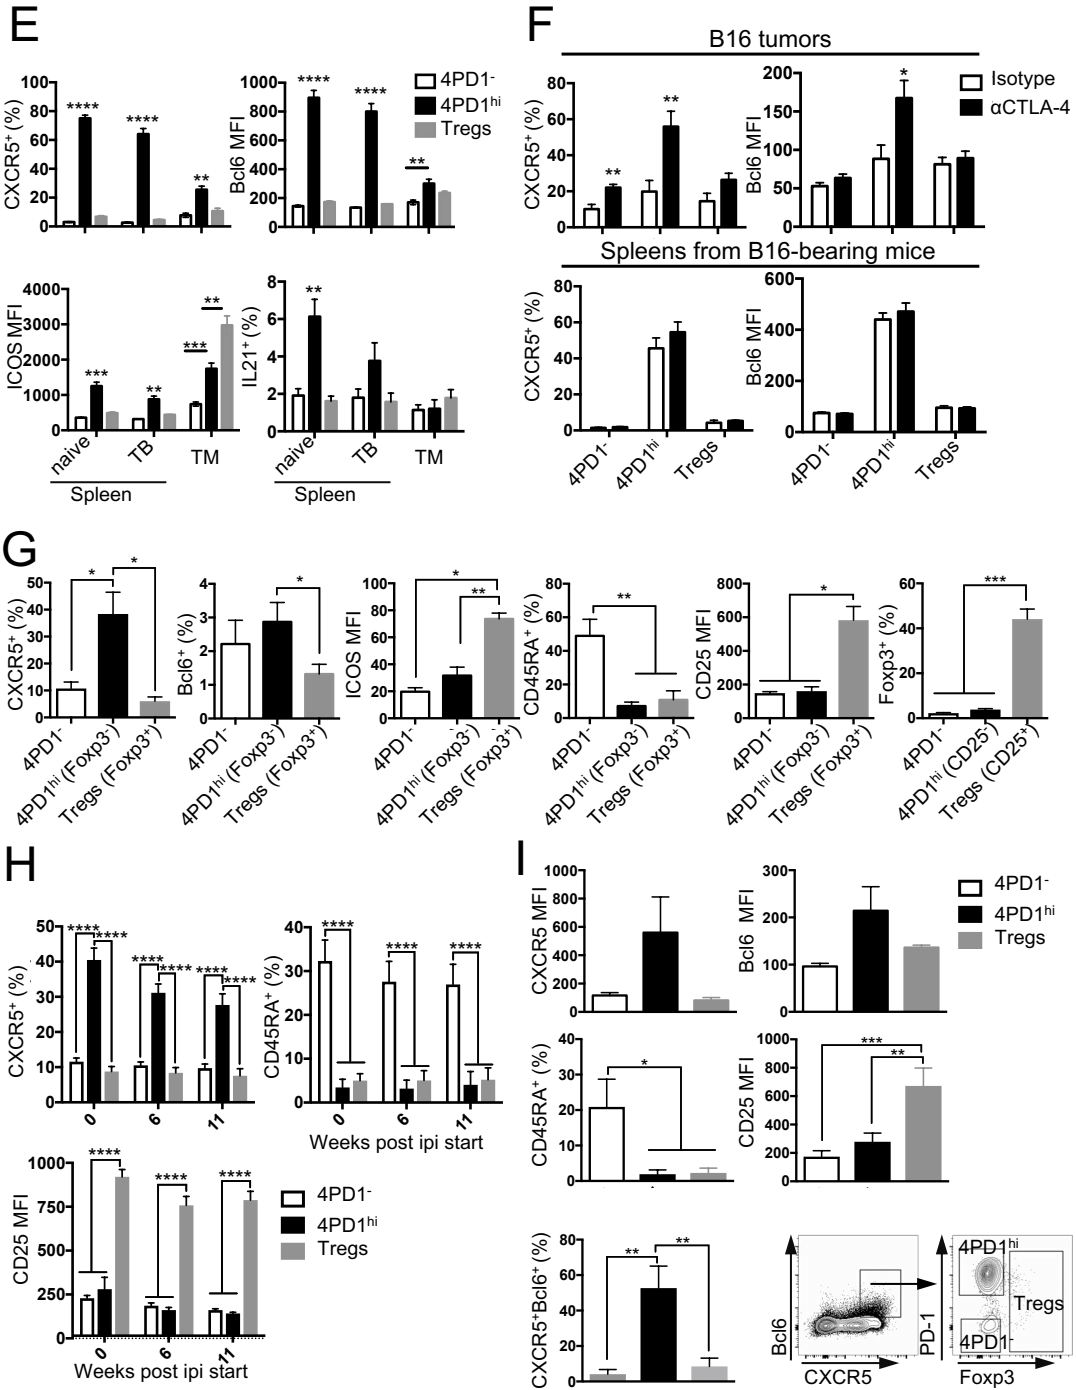 E
CXCR5⁺ (%)
100
80
60
40
20
0
****
****
**
Bcl6 MFI
1000
800
600
400
200
0
****
****
**
4PD1⁻
4PD1ʰⁱ
Tregs
ICOS MFI
4000
3000
2000
1000
0
***
**
***
**
naive
TB
TM
Spleen
IL21⁺ (%)
8
6
4
2
0
**
naive
TB
TM
Spleen
F
B16 tumors
CXCR5⁺ (%)
80
60
40
20
0
**
**
Bcl6 MFI
200
150
100
50
0
*
Isotype
αCTLA-4
Spleens from B16-bearing mice
CXCR5⁺ (%)
80
60
40
20
0
4PD1⁻
4PD1ʰⁱ
Tregs
Bcl6 MFI
600
400
200
0
4PD1⁻
4PD1ʰⁱ
Tregs
G
CXCR5⁺ (%)
50
40
30
20
10
0
*
*
4PD1⁻
4PD1ʰⁱ (Foxp3⁻)
Tregs (Foxp3⁺)
Bcl6⁺ (%)
4
3
2
1
0
*
4PD1⁻
4PD1ʰⁱ (Foxp3⁻)
Tregs (Foxp3⁺)
ICOS MFI
100
80
60
40
20
0
*
**
4PD1⁻
4PD1ʰⁱ (Foxp3⁻)
Tregs (Foxp3⁺)
CD45RA⁺ (%)
80
60
40
20
0
**
4PD1⁻
4PD1ʰⁱ (Foxp3⁻)
Tregs (Foxp3⁺)
CD25 MFI
800
600
400
200
0
*
4PD1⁻
4PD1ʰⁱ (Foxp3⁻)
Tregs (Foxp3⁺)
Foxp3⁺ (%)
60
40
20
0
***
4PD1⁻
4PD1ʰⁱ (CD25⁻)
Tregs (CD25⁺)
H
CXCR5⁺ (%)
50
40
30
20
10
0
****
****
****
****
****
****
0
6
11
CD45RA⁺ (%)
40
30
20
10
0
****
****
****
0
6
11
Weeks post ipi start
CD25 MFI
1000
750
500
250
0
****
****
****
0
6
11
Weeks post ipi start
4PD1⁻
4PD1ʰⁱ
Tregs
I
CXCR5 MFI
1000
800
600
400
200
0
Bcl6 MFI
300
200
100
0
4PD1⁻
4PD1ʰⁱ
Tregs
CD45RA⁺ (%)
40
30
20
10
0
*
CD25 MFI
1000
800
600
400
200
0
***
**
CXCR5⁺Bcl6⁺ (%)
80
60
40
20
0
**
**
Bcl6
CXCR5
PD-1
4PD1ʰⁱ
Tregs
4PD1⁻
Foxp3